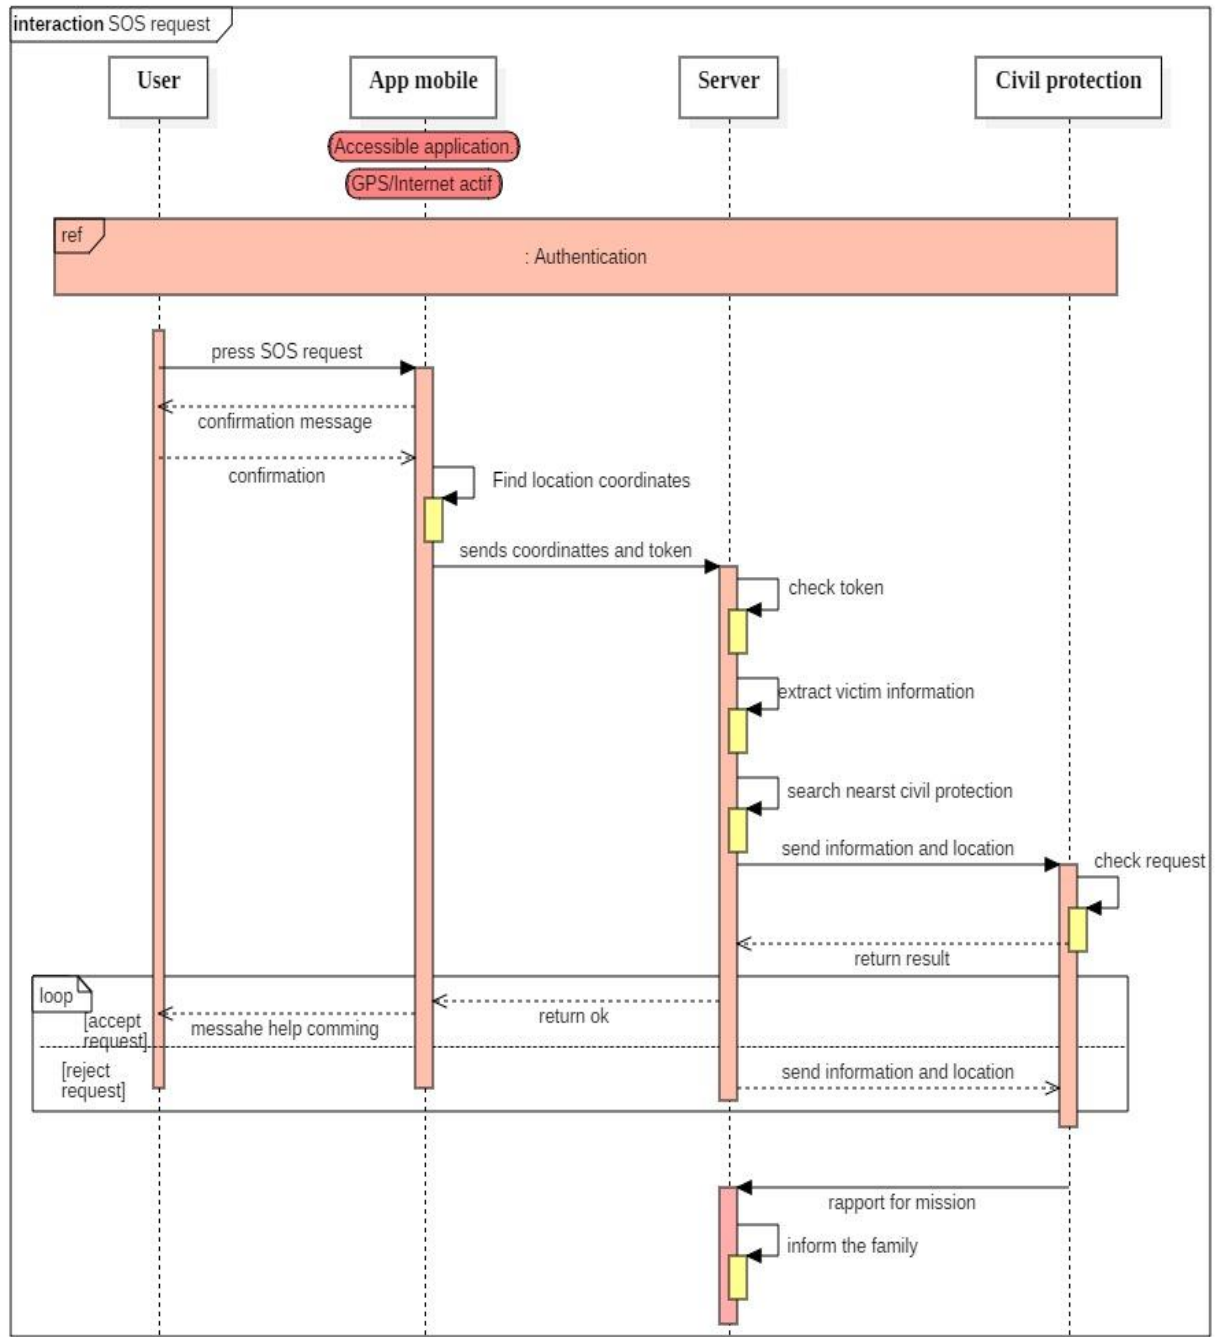 interaction SOS request
User
App mobile
Server
Civil protection
Accessible application.
GPS/Internet actif
ref
: Authentication
press SOS request
confirmation message
confirmation
Find location coordinates
sends coordinattes and token
check token
extract victim information
search nearst civil protection
send information and location
check request
return result
loop
return ok
[accept
request]
messahe help comming
[reject
request]
send information and location
rapport for mission
inform the family